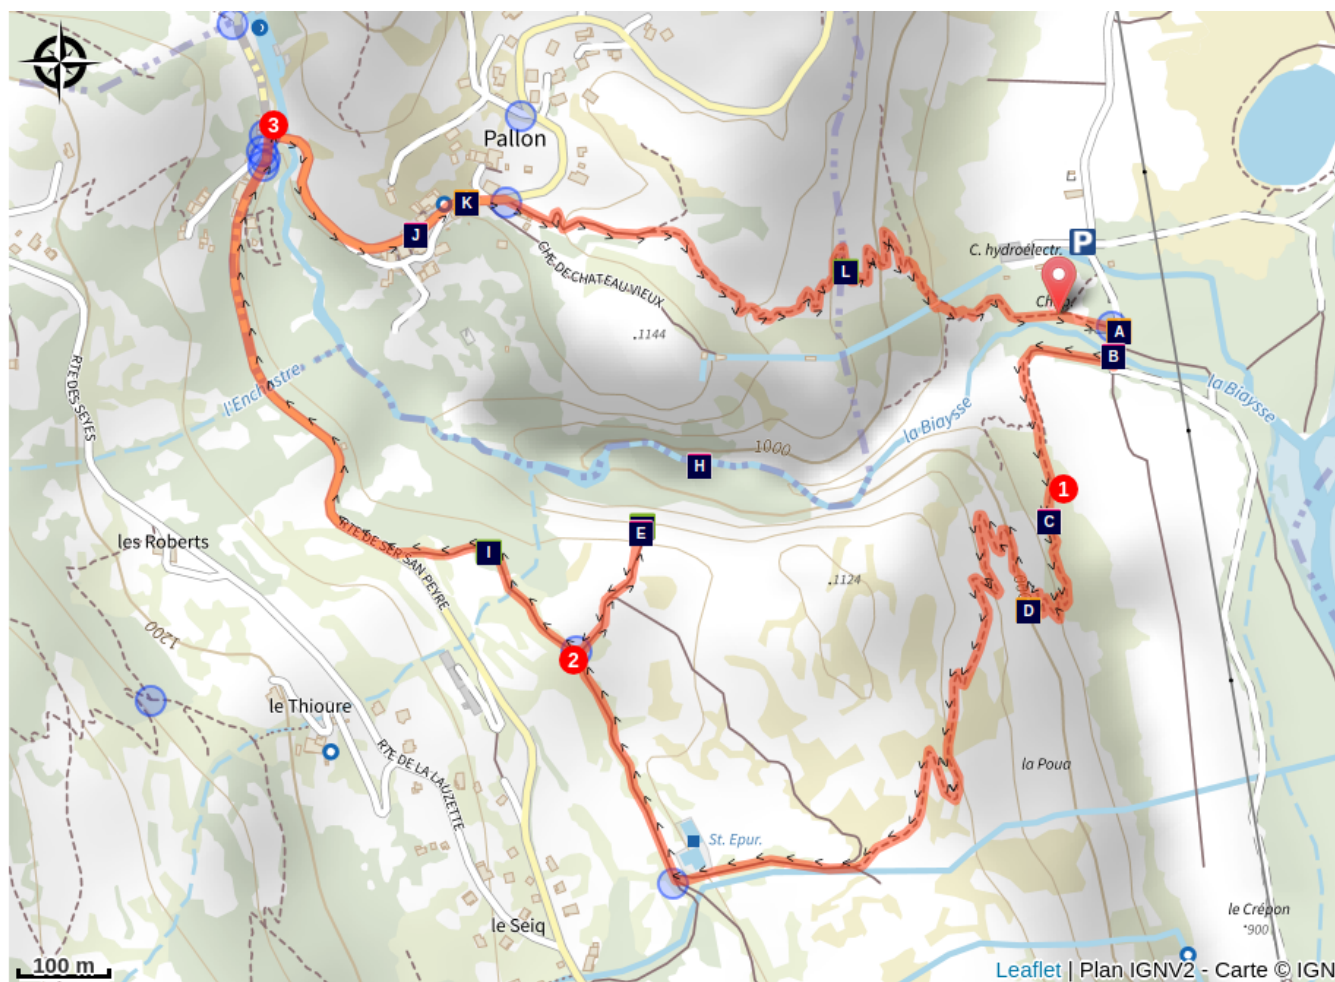 3
Pallon
K
J
CHE DE CHATEAU VIEUX
L
C. hydroélectr.
P
A
B
.1144
la Biaysse
RTE DES SEYES
l'Enchastre
1000
la Biaysse
H
1
C
E
I
les Roberts
RTE DE SER SAN PEYRE
.1124
D
1200
2
le Thioure
RTE DE LA LAUZETTE
la Poua
St. Epur.
le Seiq
le Crépon
°900
100 m
Leaflet | Plan IGNV2 - Carte © IGN